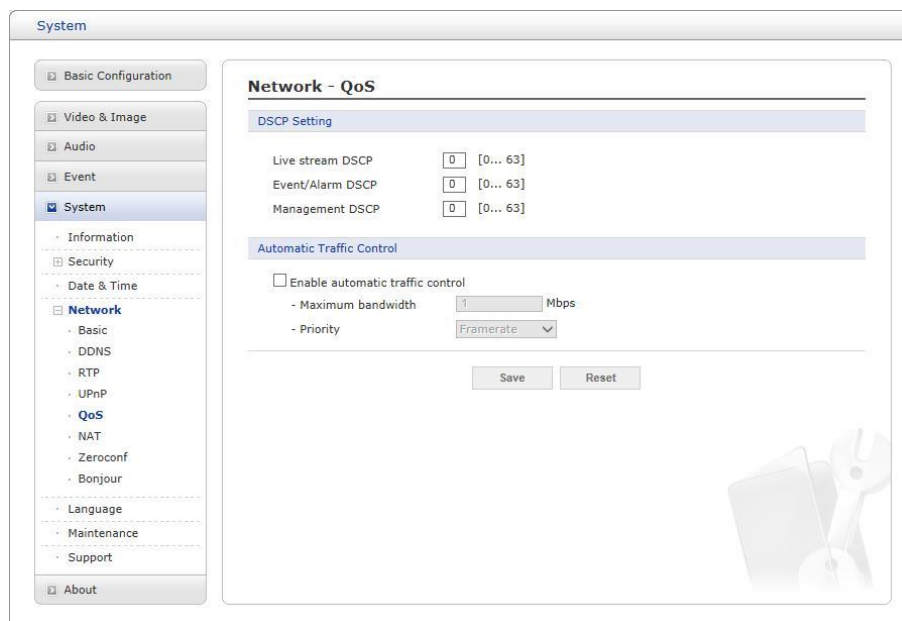 System
Basic Configuration
Video & Image
Audio
Event
System
Information
Security
Date & Time
Network
Basic
DDNS
RTP
UPnP
QoS
NAT
Zeroconf
Bonjour
Language
Maintenance
Support
About
Network - QoS
DSCP Setting
Live stream DSCP 0 [0... 63]
Event/Alarm DSCP 0 [0... 63]
Management DSCP 0 [0... 63]
Automatic Traffic Control
Enable automatic traffic control
- Maximum bandwidth 1 Mbps
- Priority Framerate
Save Reset